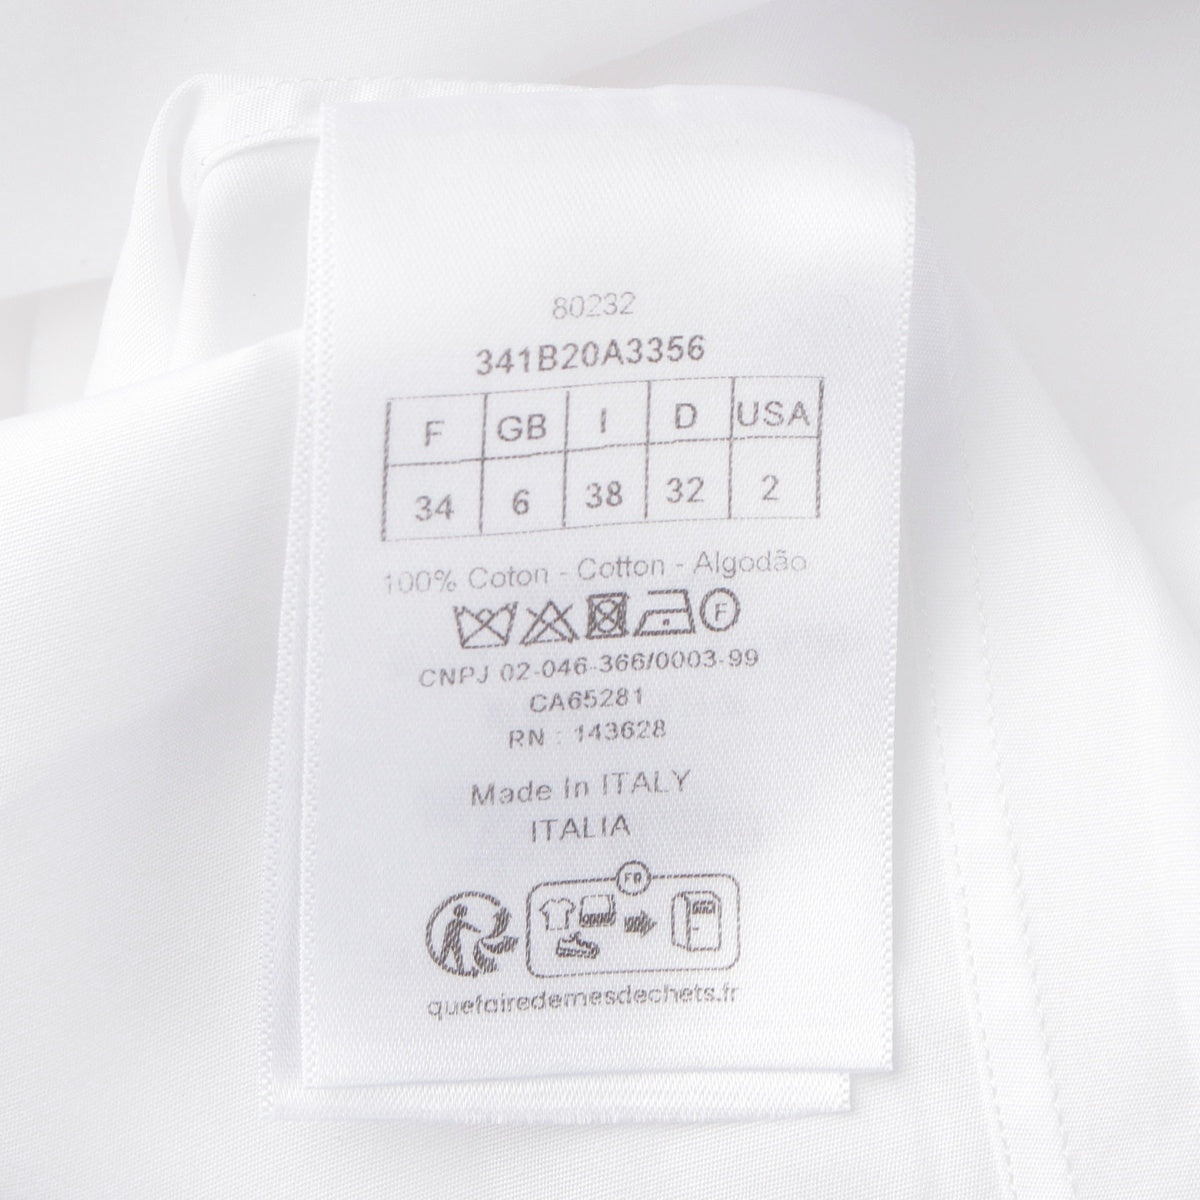 80232
341B20A3356
F GB I D USA
34 6 38 32 2
100% Coton - Cotton - Algodão
F
CNPJ 02-046-366/0003-99
CA65281
RN : 143628
Made In ITALY
ITALIA
FR
quefairedemesdechets.fr